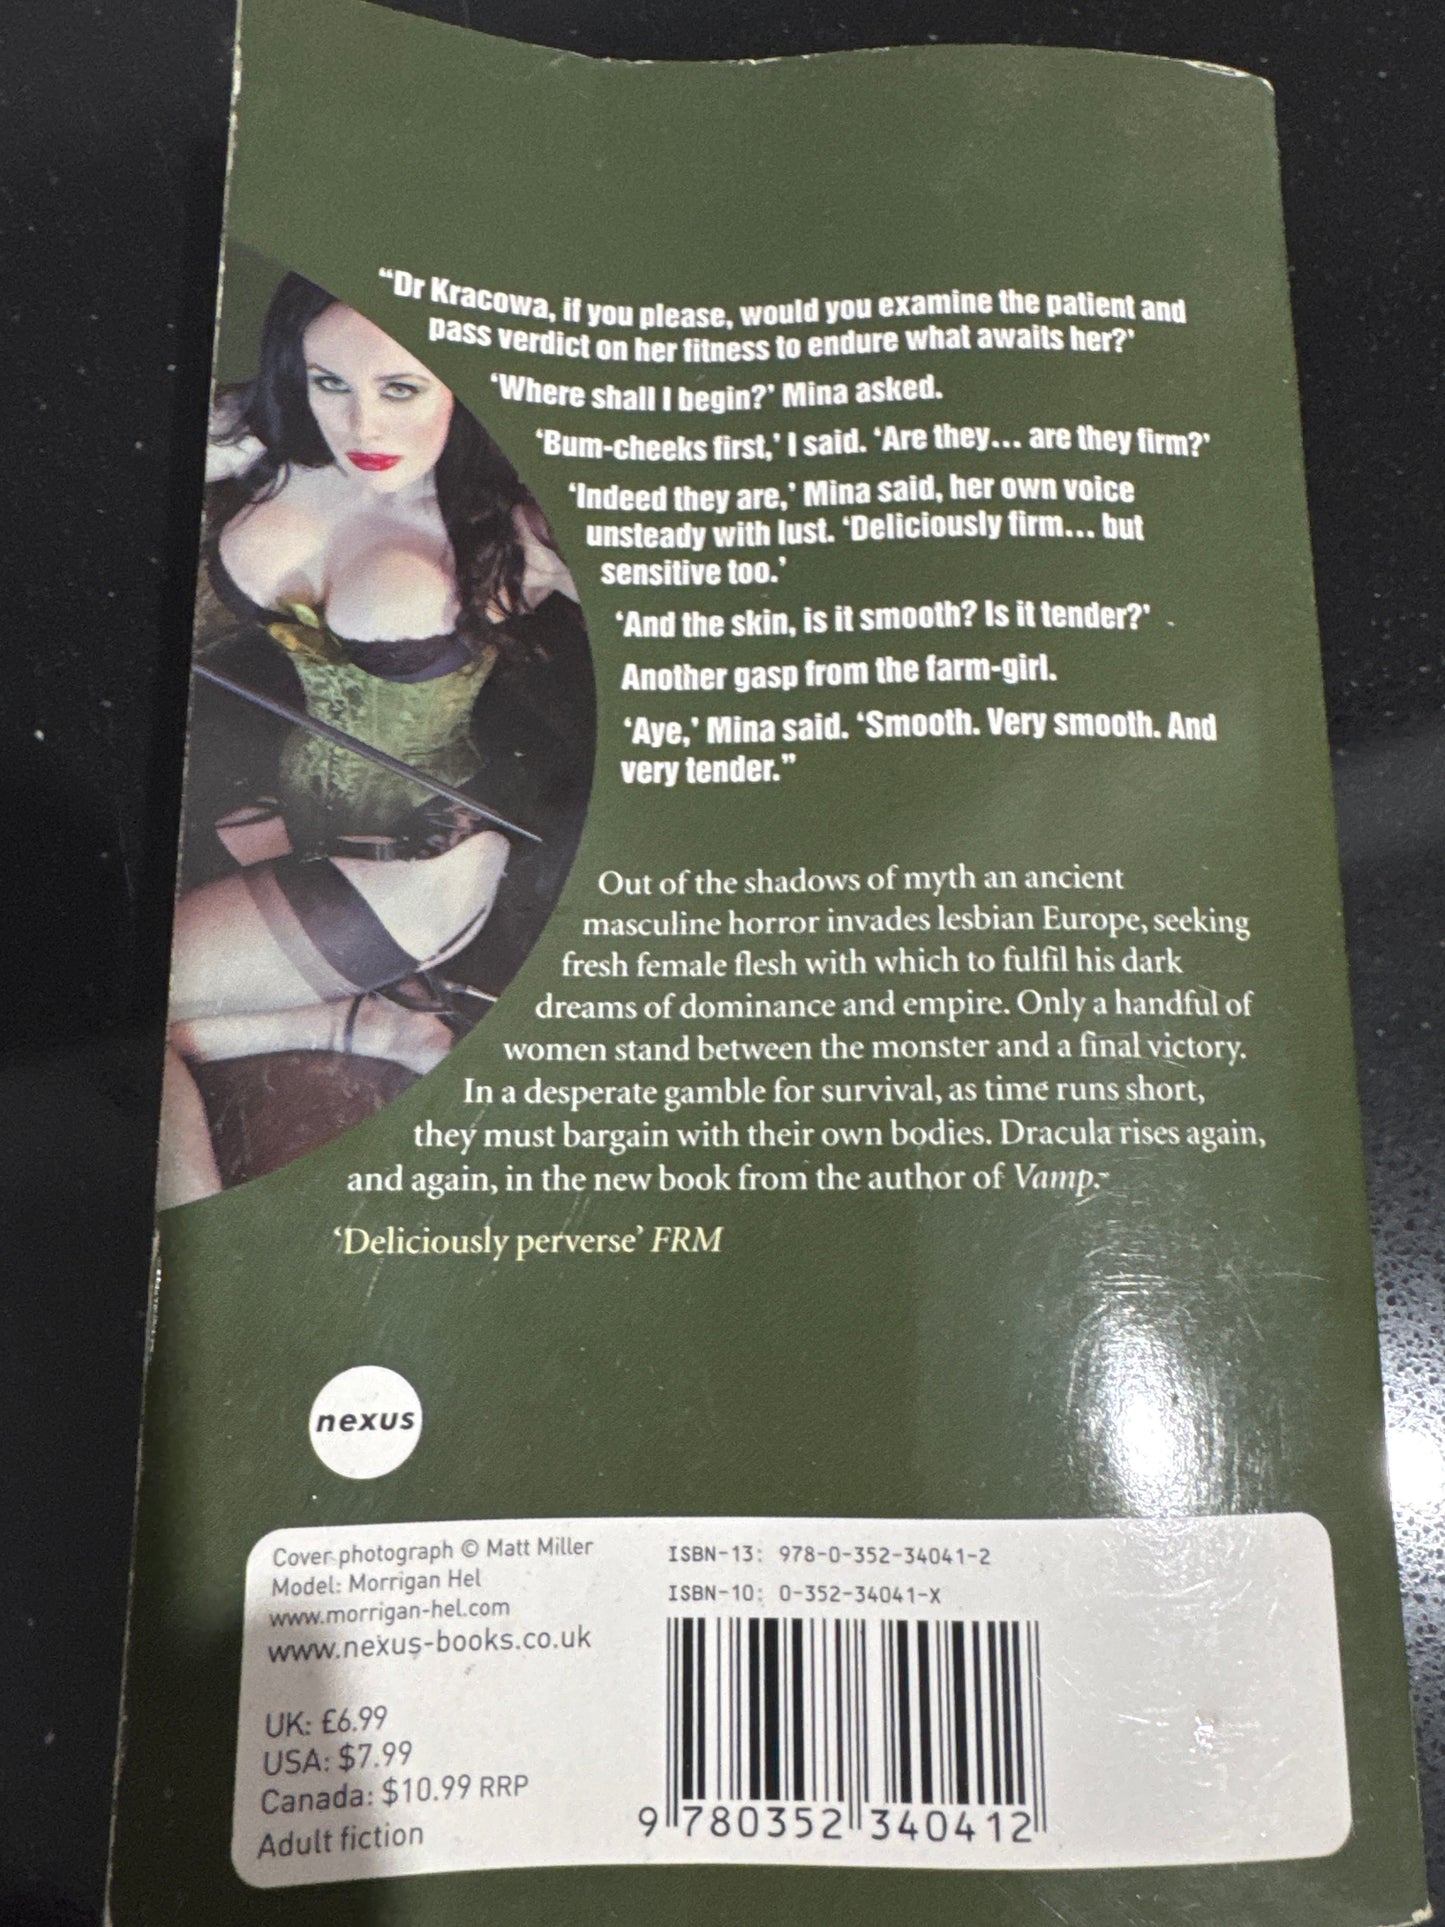 “Dr Kracowa, if you please, would you examine the patient and
pass verdict on her fitness to endure what awaits her?’
‘Where shall I begin?’ Mina asked.
‘Bum-cheeks first,’ I said. ‘Are they... are they firm?’
‘Indeed they are,’ Mina said, her own voice
unsteady with lust. ‘Deliciously firm... but
sensitive too.’
‘And the skin, is it smooth? Is it tender?’
Another gasp from the farm-girl.
‘Aye,’ Mina said. ‘Smooth. Very smooth. And
very tender.”
Out of the shadows of myth an ancient
masculine horror invades lesbian Europe, seeking
fresh female flesh with which to fulfil his dark
dreams of dominance and empire. Only a handful of
women stand between the monster and a final victory.
In a desperate gamble for survival, as time runs short,
they must bargain with their own bodies. Dracula rises again,
and again, in the new book from the author of Vamp.
‘Deliciously perverse’ FRM
nexus
Cover photograph © Matt Miller
Model: Morrigan Hel
www.morrigan-hel.com
www.nexus-books.co.uk
UK: £6.99
USA: $7.99
Canada: $10.99 RRP
Adult fiction
ISBN-13: 978-0-352-34041-2
ISBN-10: 0-352-34041-X
9 780352 340412